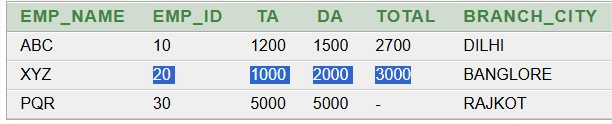 EMP_NAME EMP_ID TA DA TOTAL BRANCH_CITY
ABC 10 1200 1500 2700 DILHI
XYZ 20 1000 2000 3000 BANGLORE
PQR 30 5000 5000 - RAJKOT